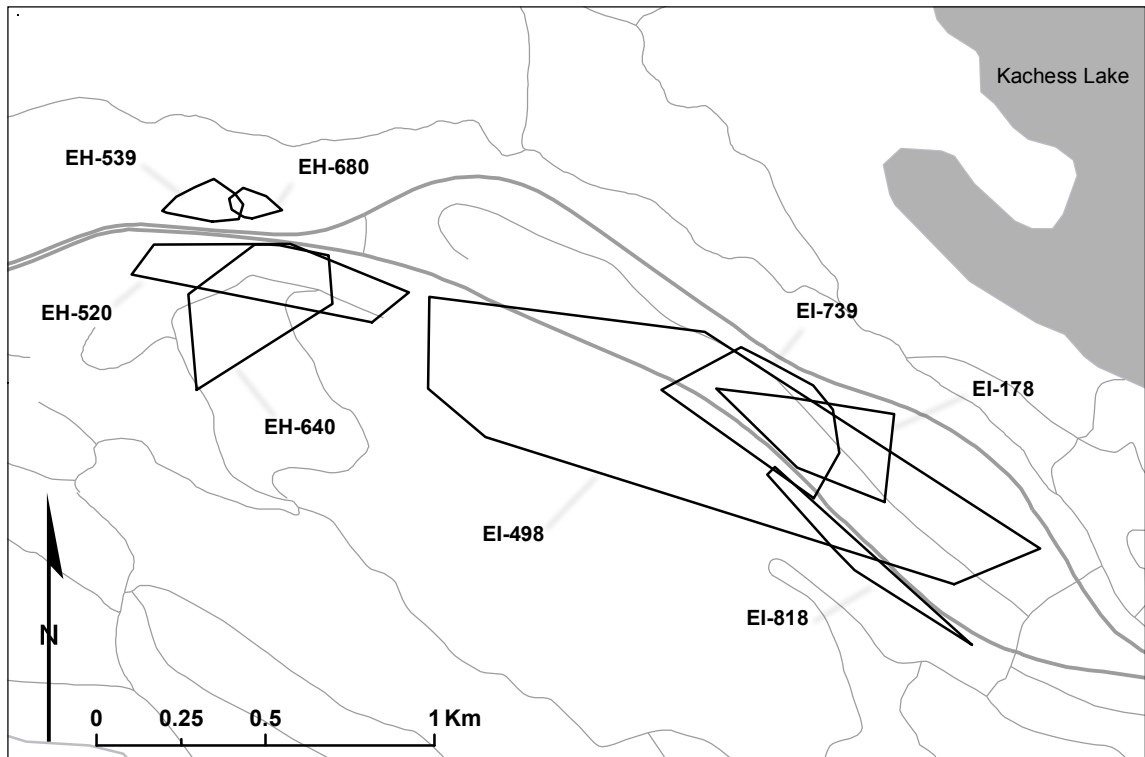 Kachess Lake
EH-539
EH-680
EH-520
EI-739
EI-178
EH-640
EI-498
EI-818
N
0 0.25 0.5 1 Km